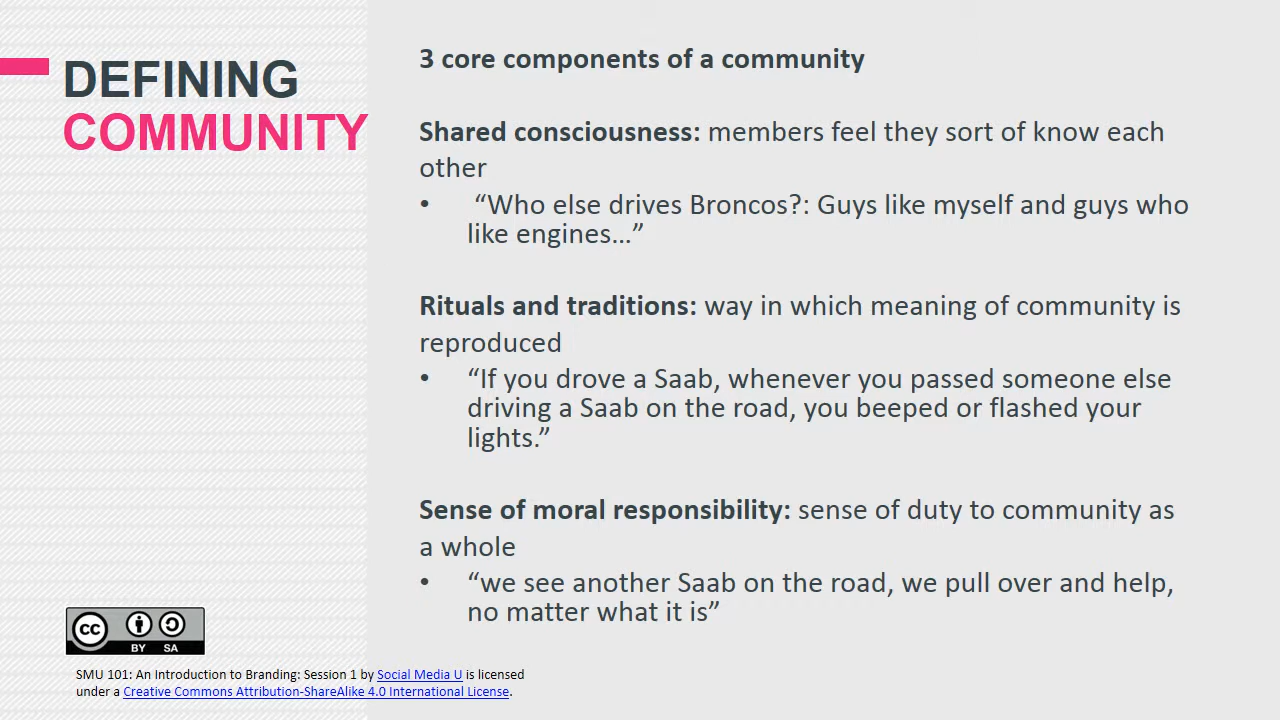 DEFINING
COMMUNITY
3 core components of a community
Shared consciousness: members feel they sort of know each
other
• “Who else drives Broncos?: Guys like myself and guys who
like engines…”
Rituals and traditions: way in which meaning of community is
reproduced
• “If you drove a Saab, whenever you passed someone else
driving a Saab on the road, you beeped or flashed your
lights.”
Sense of moral responsibility: sense of duty to community as
a whole
• “we see another Saab on the road, we pull over and help,
no matter what it is”
cc
BY SA
SMU 101: An Introduction to Branding: Session 1 by Social Media U is licensed
under a Creative Commons Attribution-ShareAlike 4.0 International License.